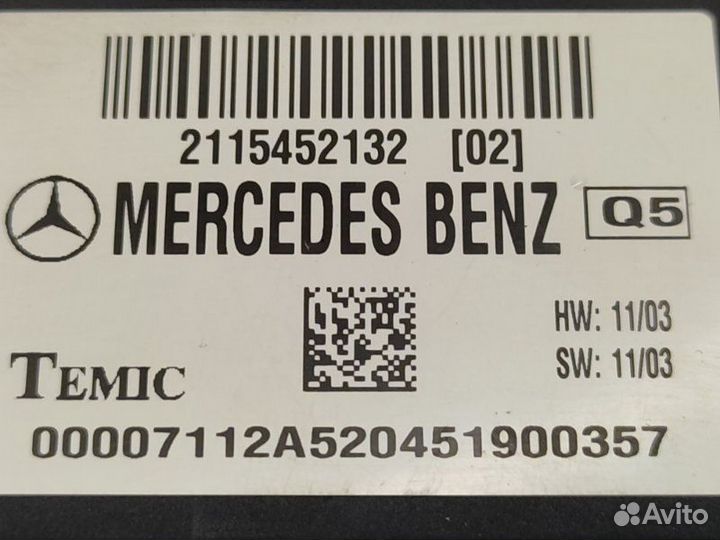 2115452132 [02]
MERCEDES BENZ Q5
HW: 11/03
SW: 11/03
TEMIC
00007112A520451900357
Avito